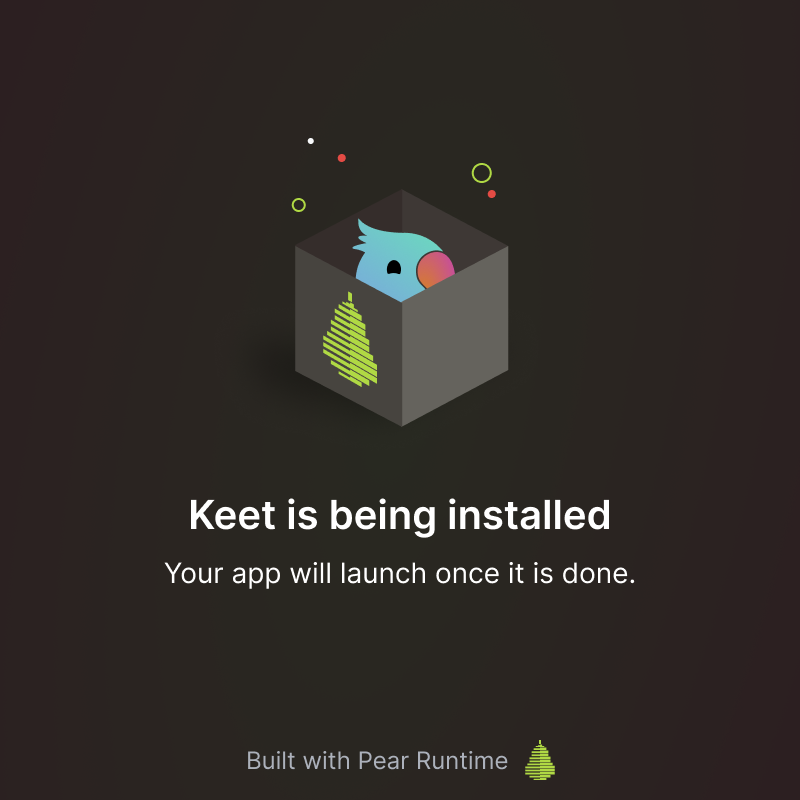 Keet is being installed
Your app will launch once it is done.
Built with Pear Runtime